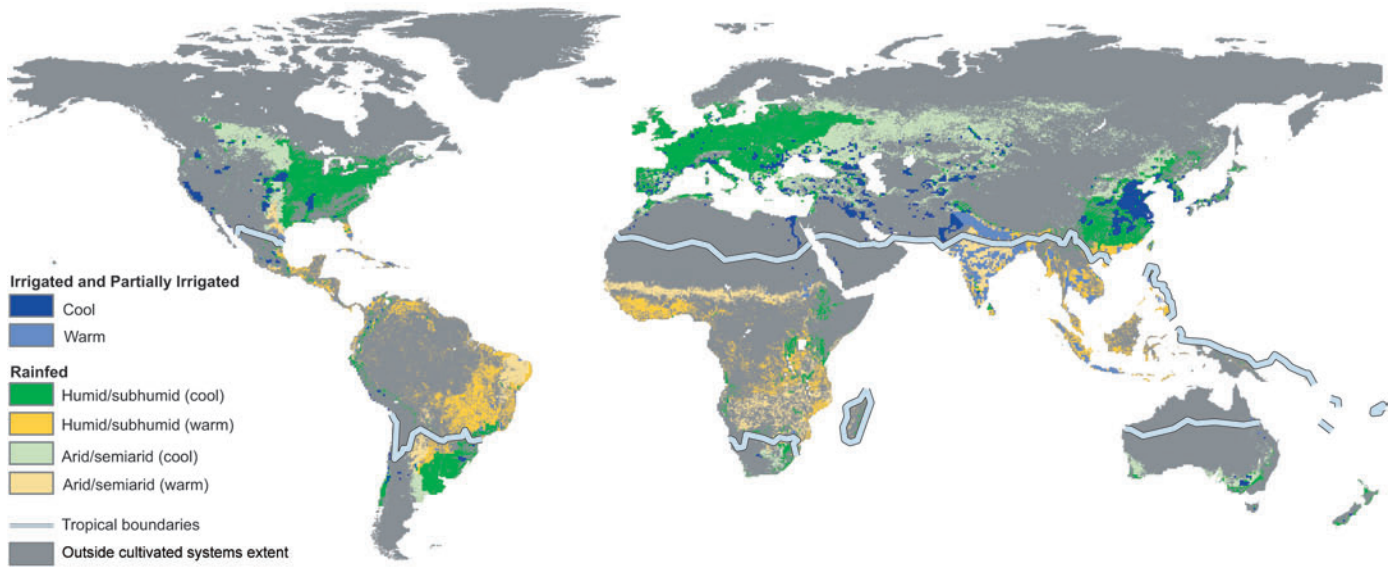 Irrigated and Partially Irrigated
Cool
Warm
Rainfed
Humid/subhumid (cool)
Humid/subhumid (warm)
Arid/semiarid (cool)
Arid/semiarid (warm)
Tropical boundaries
Outside cultivated systems extent